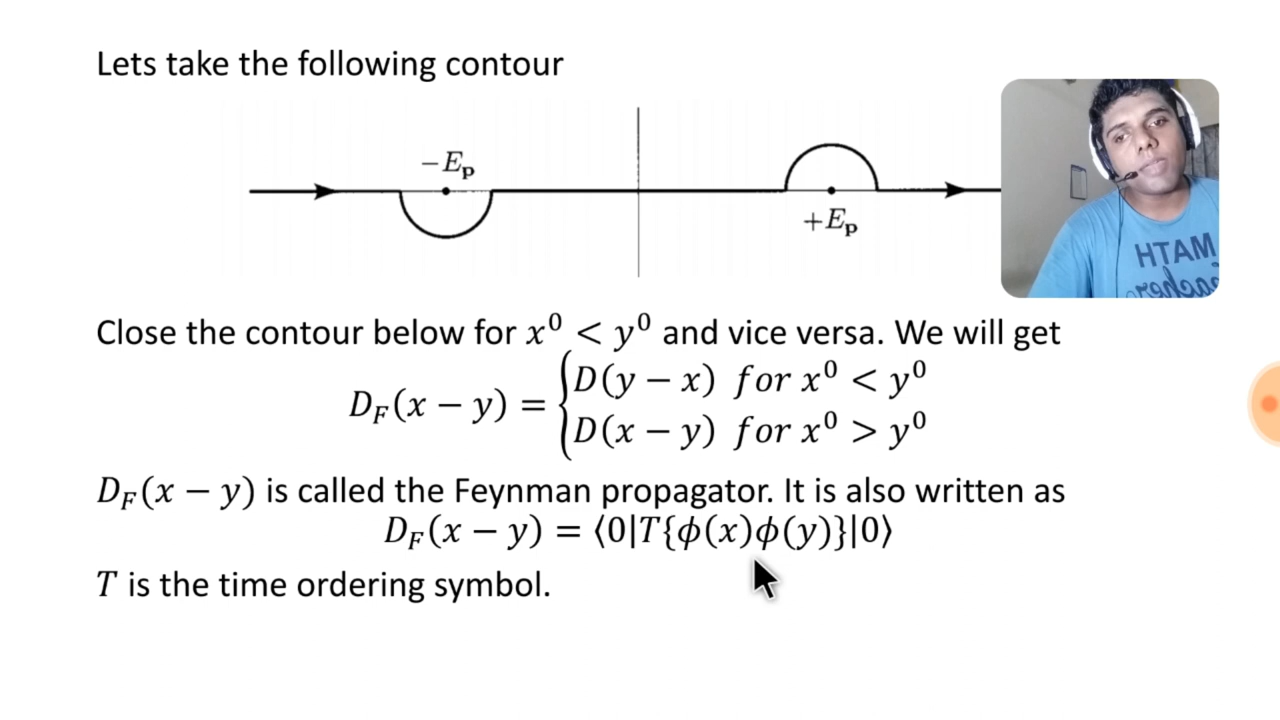 Lets take the following contour
−E_p
+E_p
Close the contour below for x⁰ < y⁰ and vice versa. We will get
D_F(x − y) = { D(y − x) for x⁰ < y⁰
D(x − y) for x⁰ > y⁰
D_F(x − y) is called the Feynman propagator. It is also written as
D_F(x − y) = ⟨0|T{ϕ(x)ϕ(y)}|0⟩
T is the time ordering symbol.
HTAM